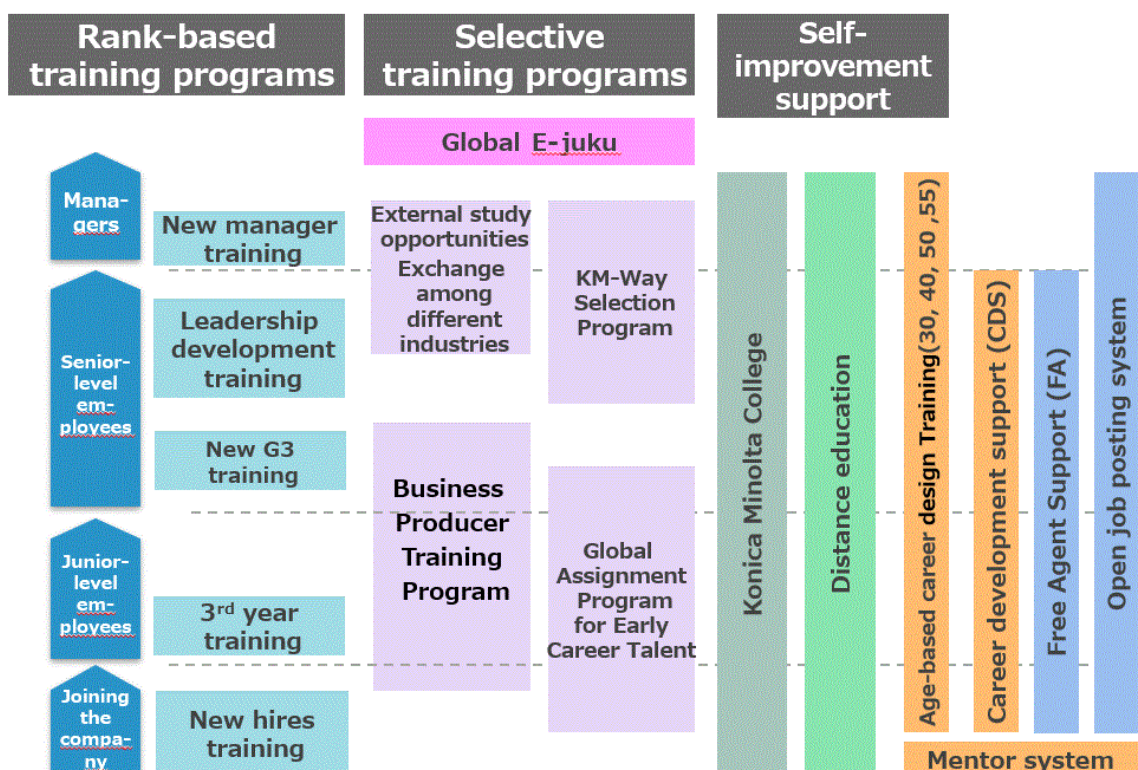 Rank-based
training programs
Selective
training programs
Self-
improvement
support
Global E-juku
Mana-
gers
New manager
training
Senior-
level
em-
ployees
Leadership
development
training
New G3
training
Junior-
level
em-
ployees
3rd year
training
Joining
the
compa-
ny
New hires
training
External study
opportunities
Exchange
among
different
industries
KM-Way
Selection
Program
Business
Producer
Training
Program
Global
Assignment
Program
for Early
Career Talent
Konica Minolta College
Distance education
Age-based career design Training(30, 40, 50 ,55)
Career development support (CDS)
Free Agent Support (FA)
Open job posting system
Mentor system